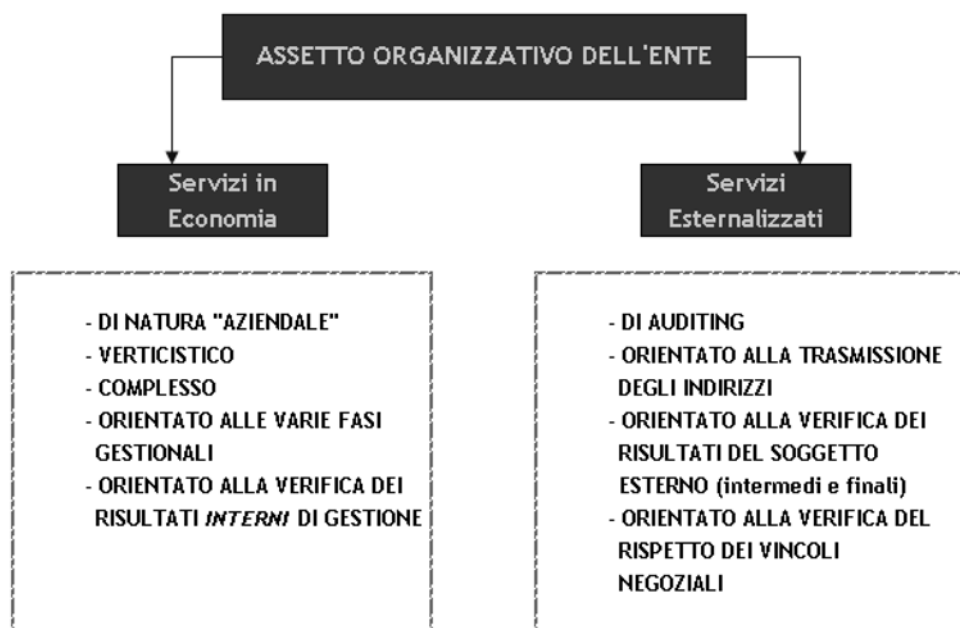 ASSETTO ORGANIZZATIVO DELL'ENTE
Servizi in
Economia
- DI NATURA "AZIENDALE"
- VERTICISTICO
- COMPLESSO
- ORIENTATO ALLE VARIE FASI
GESTIONALI
- ORIENTATO ALLA VERIFICA DEI
RISULTATI INTERNI DI GESTIONE
Servizi
Esternalizzati
- DI AUDITING
- ORIENTATO ALLA TRASMISSIONE
DEGLI INDIRIZZI
- ORIENTATO ALLA VERIFICA DEI
RISULTATI DEL SOGGETTO
ESTERNO (intermedi e finali)
- ORIENTATO ALLA VERIFICA DEL
RISPETTO DEI VINCOLI
NEGOZIALI